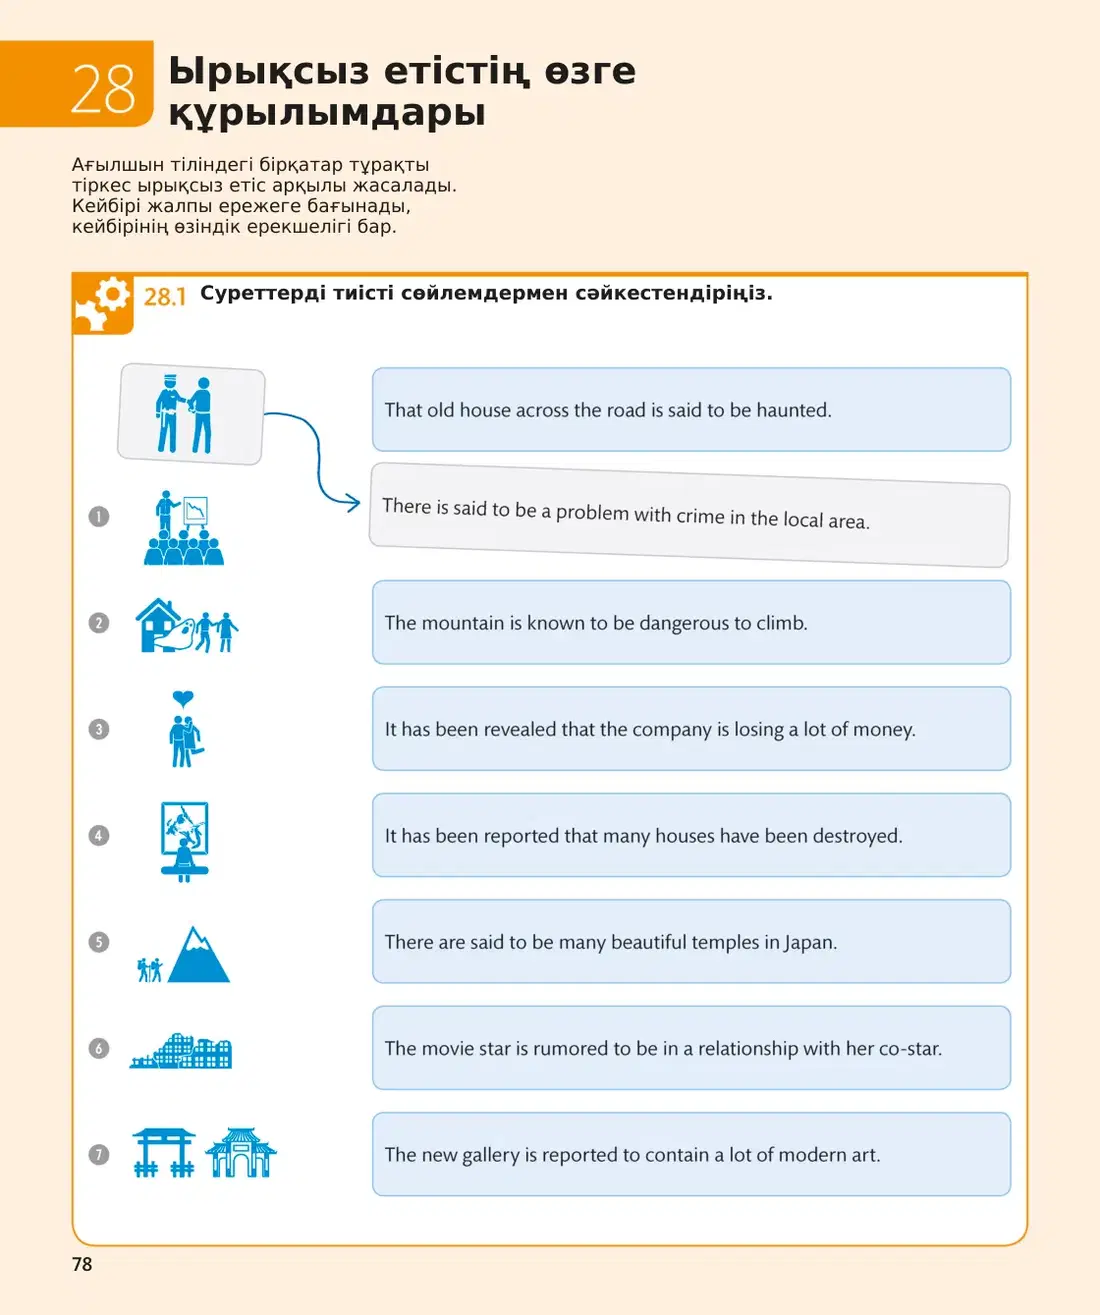 28
Ырықсыз етістің өзге
құрылымдары
Ағылшын тіліндегі бірқатар тұрақты
тіркес ырықсыз етіс арқылы жасалады.
Кейбірі жалпы ережеге бағынады,
кейбірінің өзіндік ерекшелігі бар.
28.1 Суреттерді тиісті сөйлемдермен сәйкестендіріңіз.
That old house across the road is said to be haunted.
1
There is said to be a problem with crime in the local area.
2
The mountain is known to be dangerous to climb.
3
It has been revealed that the company is losing a lot of money.
4
It has been reported that many houses have been destroyed.
5
There are said to be many beautiful temples in Japan.
6
The movie star is rumored to be in a relationship with her co-star.
7
The new gallery is reported to contain a lot of modern art.
78